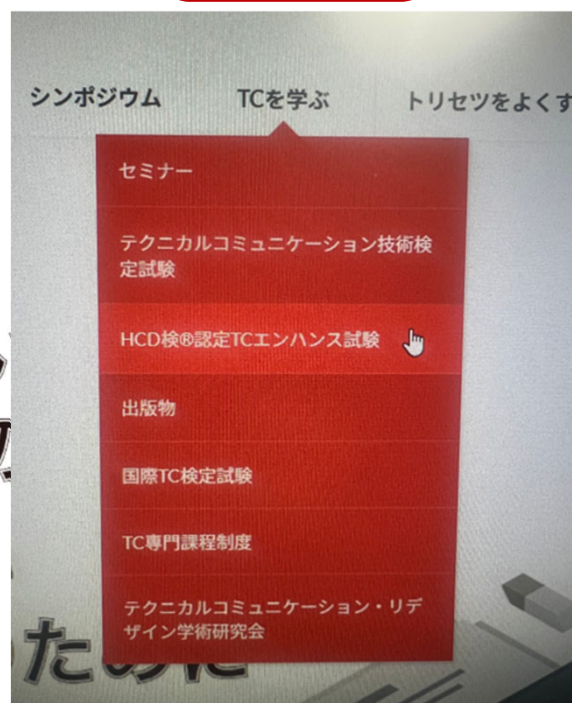 シンポジウム
TCを学ぶ
トリセツをよくす
セミナー
テクニカルコミュニケーション技術検
定試験
HCD検®認定TCエンハンス試験
出版物
国際TC検定試験
TC専門課程制度
テクニカルコミュニケーション・リデ
ザイン学術研究会
ために